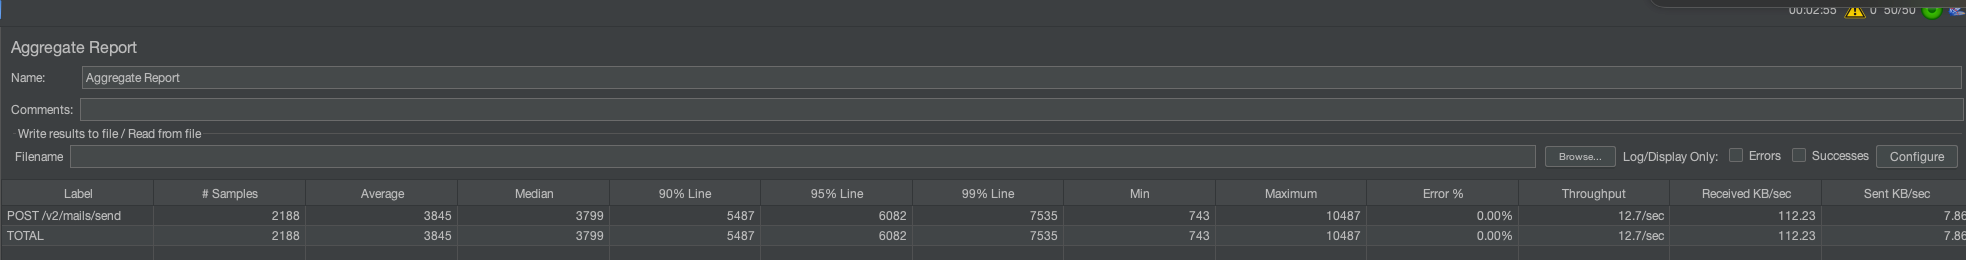 00:02:55 0 50/50
Aggregate Report
Name: Aggregate Report
Comments:
Write results to file / Read from file
Filename Browse... Log/Display Only: Errors Successes Configure
Label # Samples Average Median 90% Line 95% Line 99% Line Min Maximum Error % Throughput Received KB/sec Sent KB/sec
POST /v2/mails/send 2188 3845 3799 5487 6082 7535 743 10487 0.00% 12.7/sec 112.23 7.86
TOTAL 2188 3845 3799 5487 6082 7535 743 10487 0.00% 12.7/sec 112.23 7.86